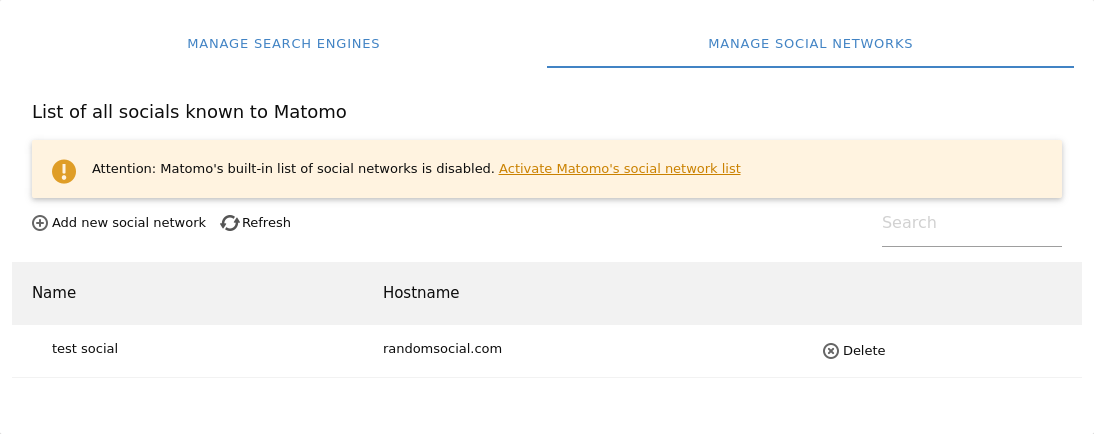 MANAGE SEARCH ENGINES
MANAGE SOCIAL NETWORKS
List of all socials known to Matomo
Attention: Matomo's built-in list of social networks is disabled. Activate Matomo's social network list
Add new social network
Refresh
Search
Name
Hostname
test social
randomsocial.com
Delete